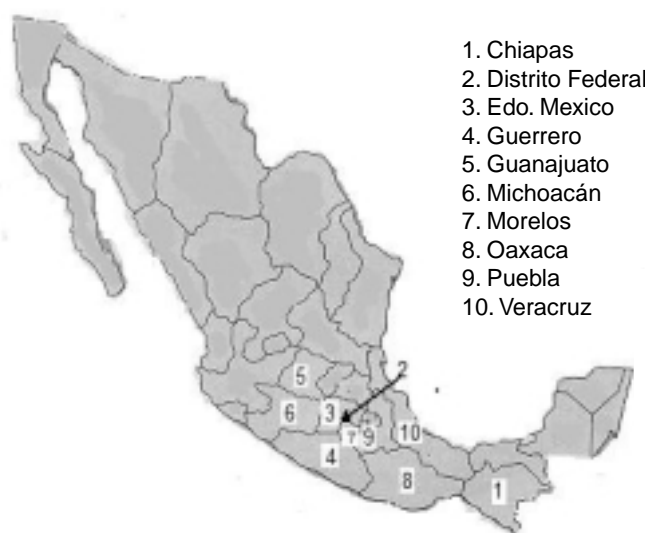 1. Chiapas
2. Distrito Federal
3. Edo. Mexico
4. Guerrero
5. Guanajuato
6. Michoacán
7. Morelos
8. Oaxaca
9. Puebla
10. Veracruz
2
5
6
3
7
9
10
4
8
1